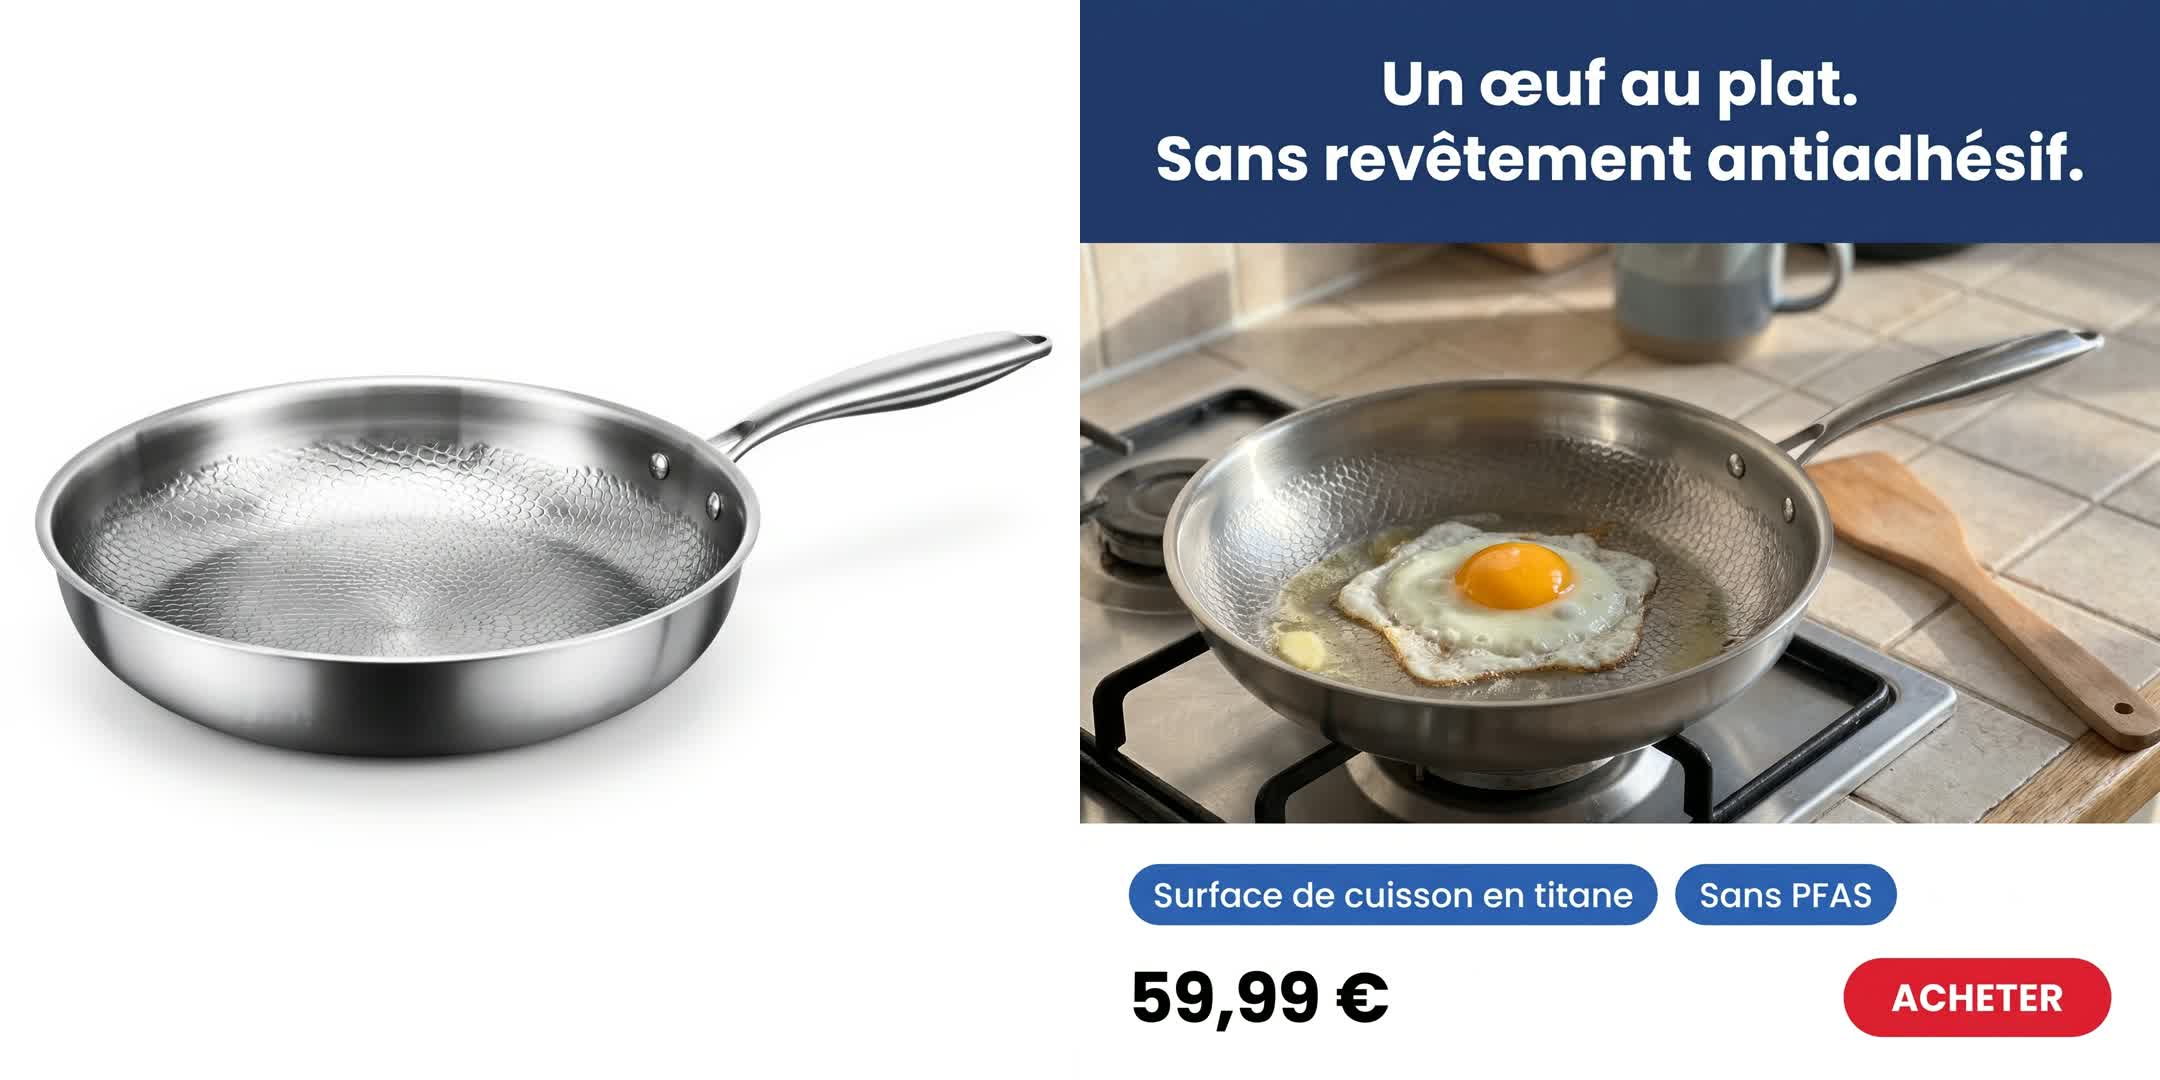 Un œuf au plat.
Sans revêtement antiadhésif.
Surface de cuisson en titane
Sans PFAS
59,99 €
ACHETER